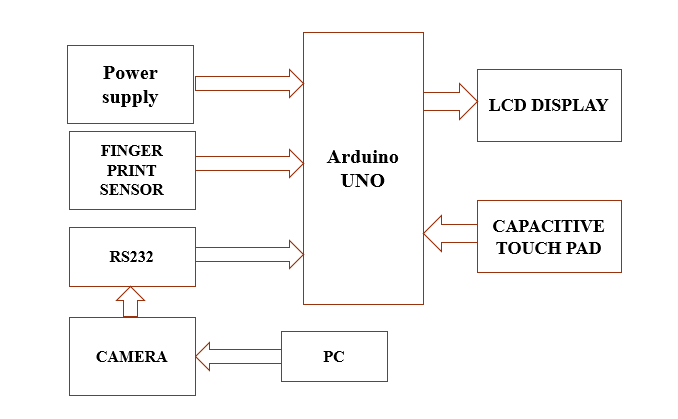 Power
supply
FINGER
PRINT
SENSOR
RS232
CAMERA
PC
Arduino
UNO
LCD DISPLAY
CAPACITIVE
TOUCH PAD